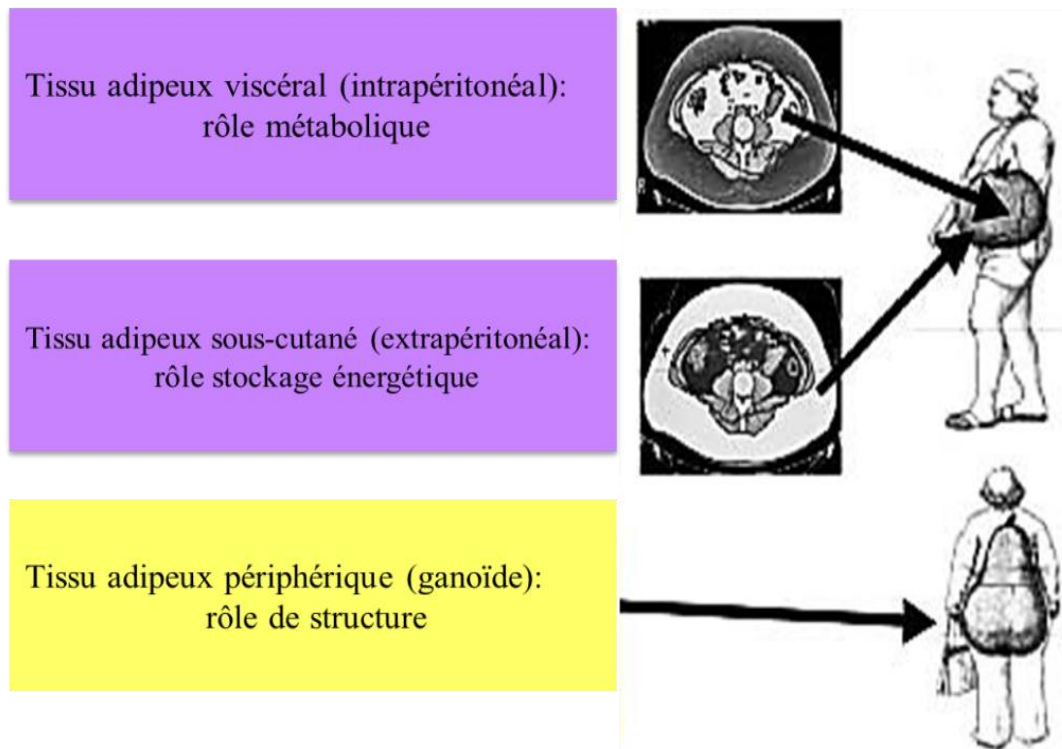 Tissu adipeux viscéral (intrapéritonéal):
rôle métabolique
Tissu adipeux sous-cutané (extrapéritonéal):
rôle stockage énergétique
Tissu adipeux périphérique (ganoïde):
rôle de structure